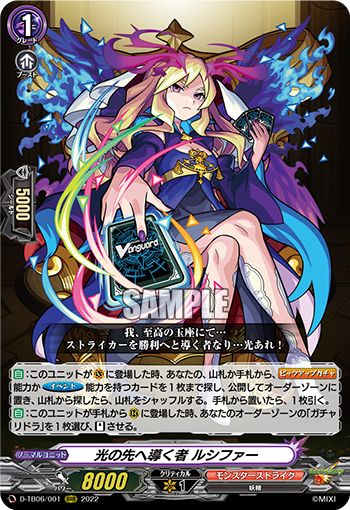 1
グレード
ブースト
5000
シールド
Vanguard
SAMPLE
我、至高の玉座にて…
ストライカーを勝利へと導く者なり…光あれ!
自:このユニットが Ⓥ に登場した時、あなたの、山札か手札から、ピックアップガチャ
能力か イベント 能力を持つカードを1枚まで探し、公開してオーダーゾーンに
置き、山札から探したら、山札をシャッフルする。手札から置いたら、1枚引く。
自:このユニットが手札から Ⓡ に登場した時、あなたのオーダーゾーンの「ガチャ
リドラ」を1枚選び、
ノーマルユニット
光の先へ導く者 ルシファー
D-TB06/001 RRR 2022
パワー 8000
クリティカル
1
モンスターストライク
妖精
©MIXI